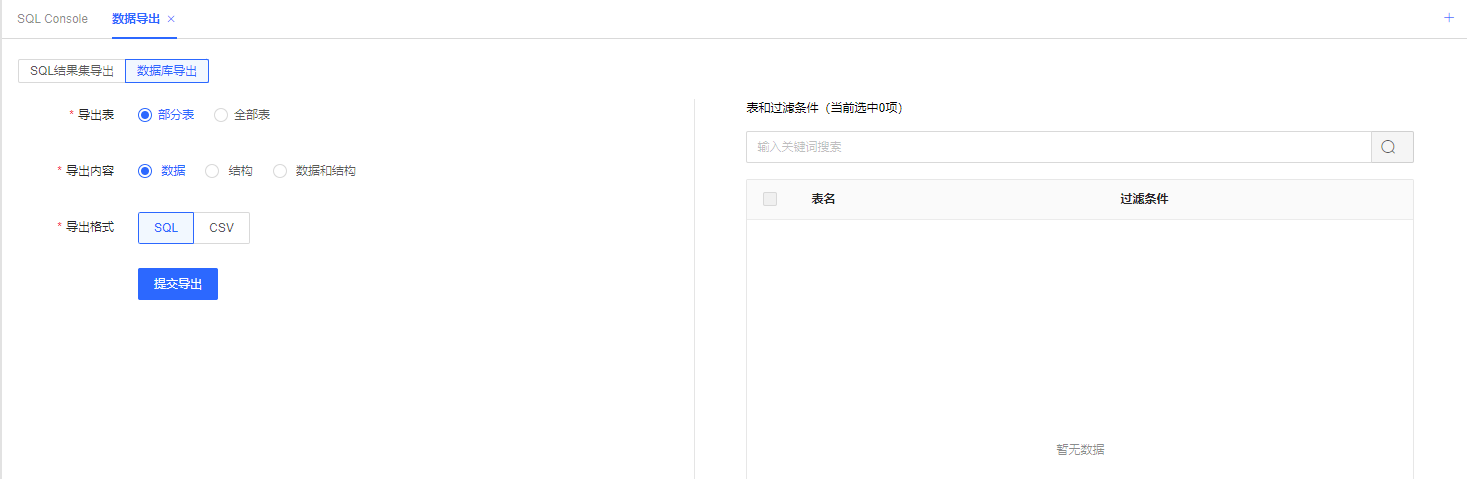 SQL Console 数据导出
SQL结果集导出 数据库导出
* 导出表 部分表 全部表
* 导出内容 数据 结构 数据和结构
* 导出格式 SQL CSV
提交导出
表和过滤条件（当前选中0项）
输入关键词搜索
表名 过滤条件
暂无数据